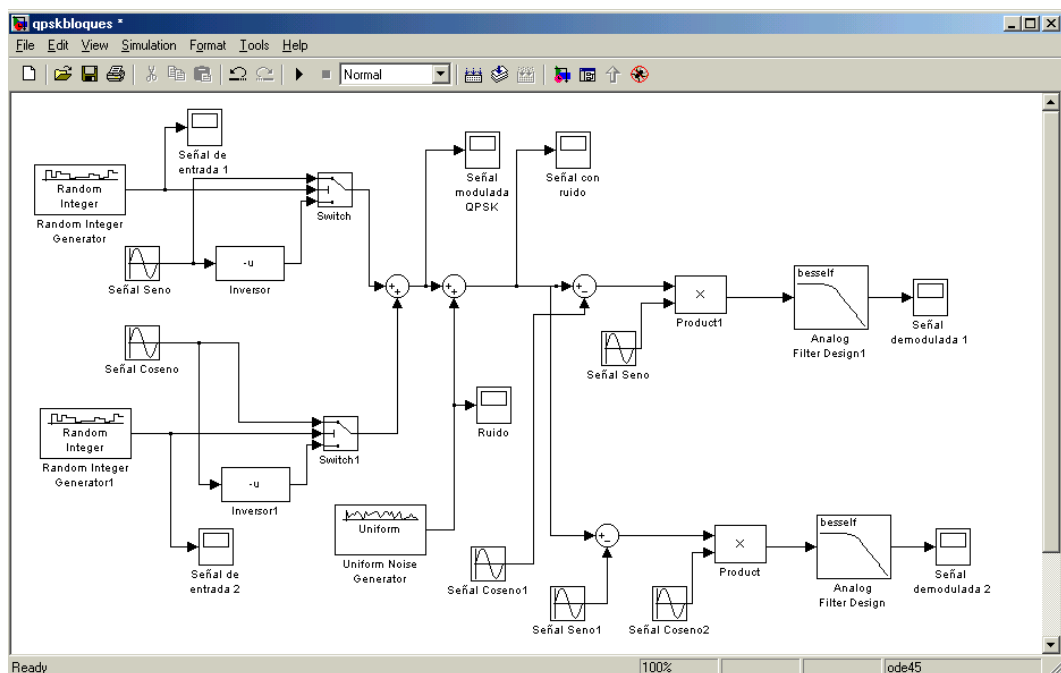 qpskbloques *
File Edit View Simulation Format Tools Help
Normal
Señal de
entrada 1
Random
Integer
Random Integer
Generator
Switch
Señal
modulada
QPSK
Señal con
ruido
Señal Seno
-u
Inversor
Señal Coseno
Random
Integer
Random Integer
Generator1
Switch1
-u
Inversor1
Señal de
entrada 2
Ruido
Uniform
Uniform Noise
Generator
Señal Coseno1
Señal Seno
×
Product1
besself
Analog
Filter Design1
Señal
demodulada 1
Señal Seno1
Señal Coseno2
×
Product
besself
Analog
Filter Design
Señal
demodulada 2
Ready 100% ode45